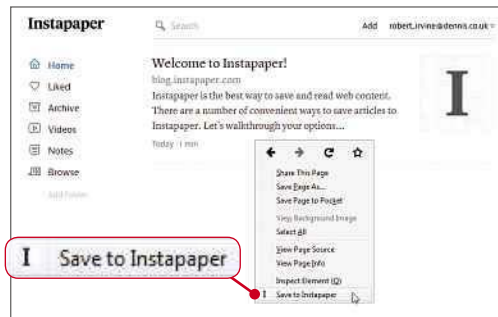 Instapaper
Search
Add robert.irvine@dennis.co.uk
Home
Liked
Archive
Videos
Notes
Browse
Add Folder
Welcome to Instapaper!
blog.instapaper.com
Instapaper is the best way to save and read web content.
There are a number of convenient ways to save articles to
Instapaper. Let's walkthrough your options...
Today · 1 min
Share This Page
Save Page As...
Save Page to Pocket
View Background Image
Select All
View Page Source
View Page Info
Inspect Element (Q)
I Save to Instapaper
I Save to Instapaper
I